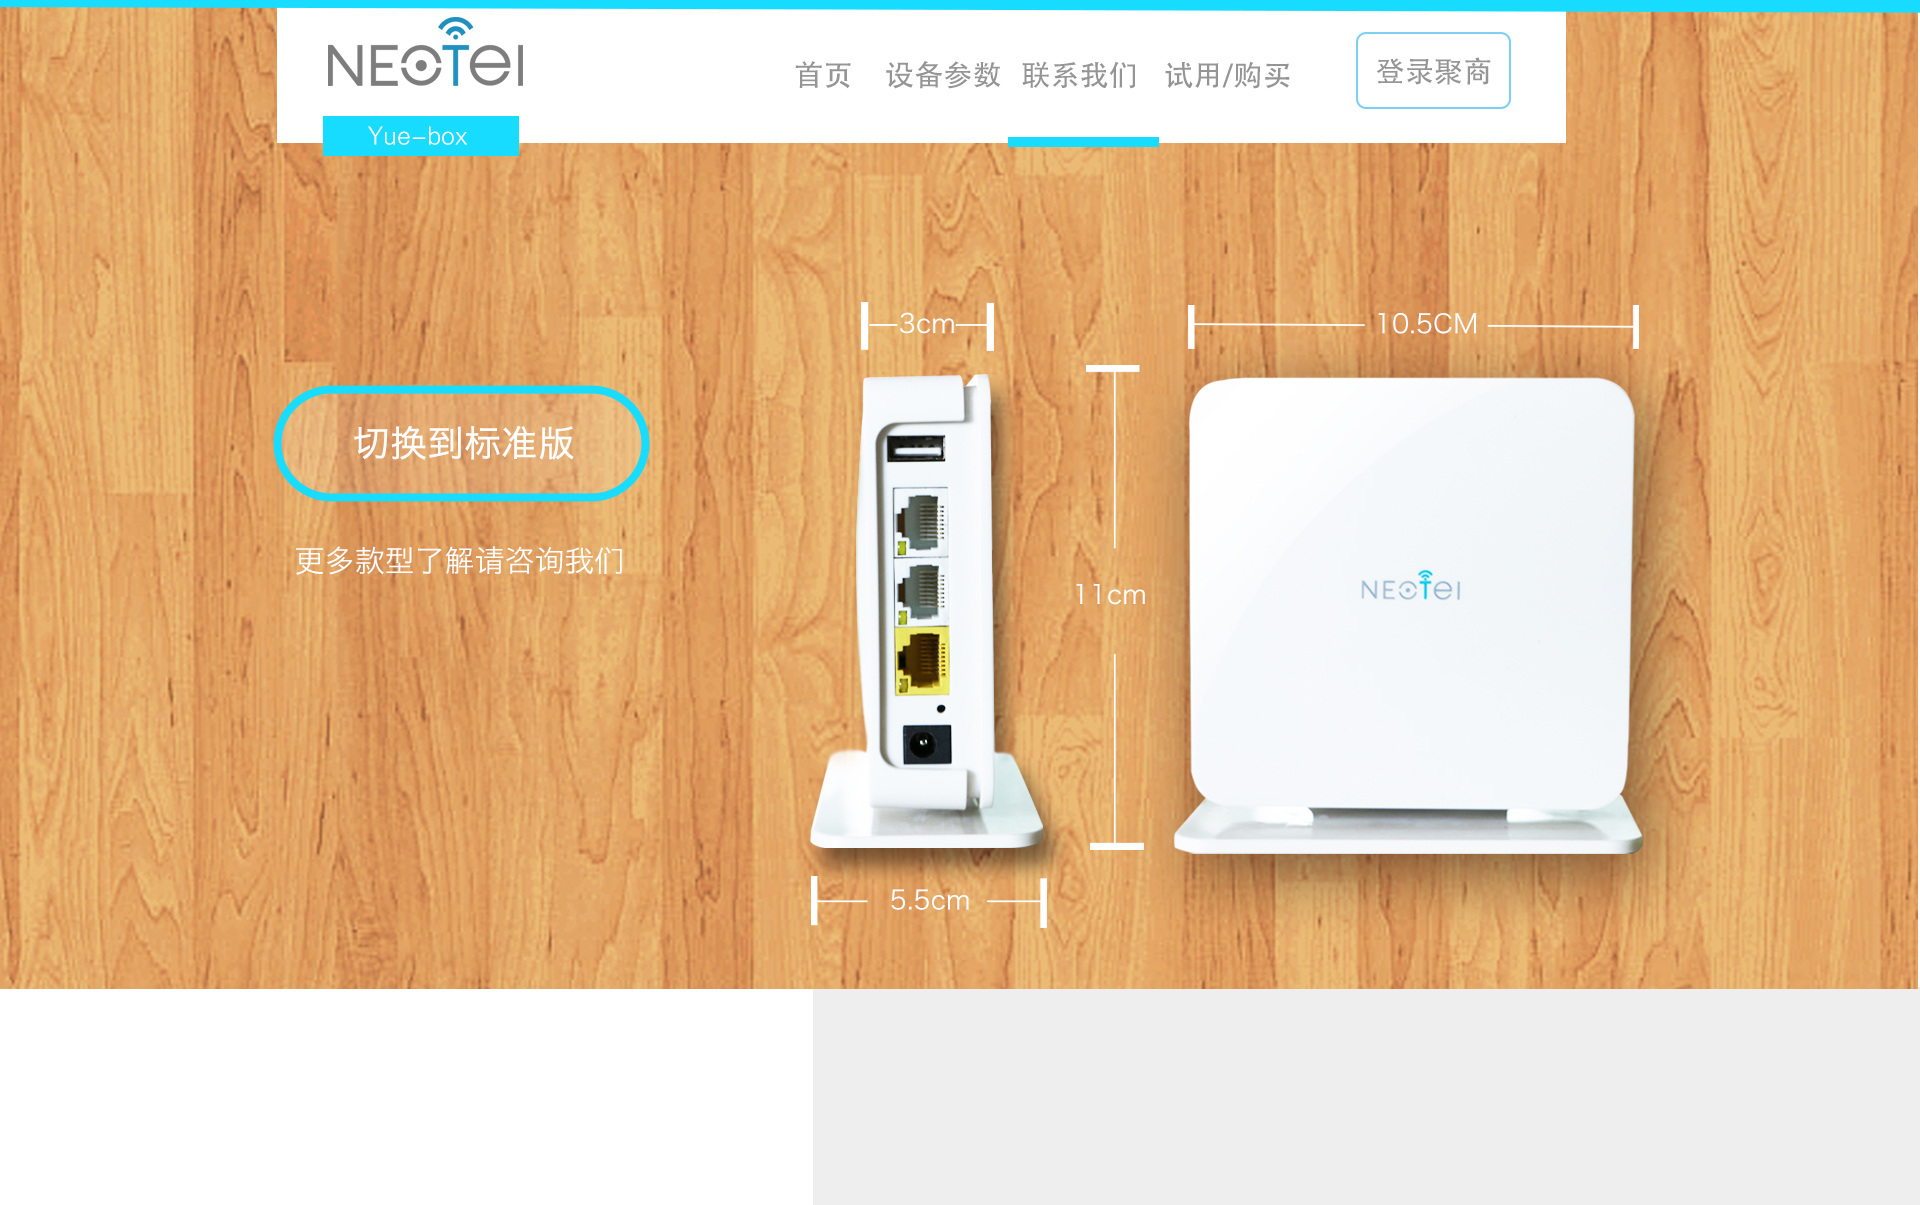 NEOTEI
Yue-box
首页 设备参数 联系我们 试用/购买
登录聚商
3cm
10.5CM
切换到标准版
更多款型了解请咨询我们
11cm
NEOTEI
5.5cm